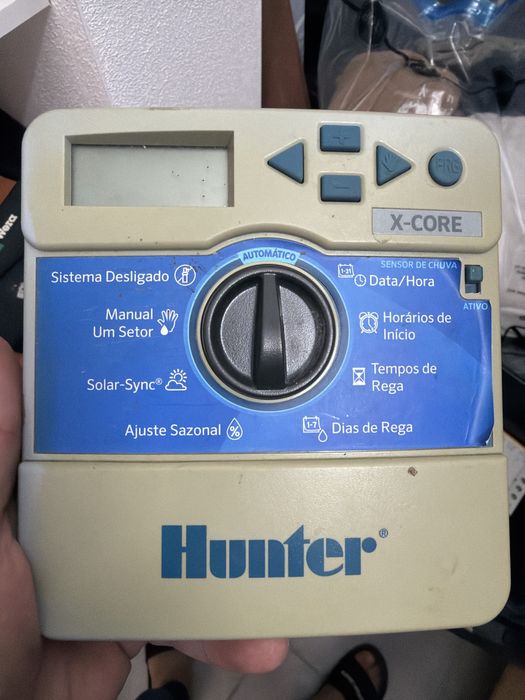 +
-
PRG
X-CORE
AUTOMÁTICO
SENSOR DE CHUVA
ATIVO
Sistema Desligado
Manual
Um Setor
Solar-Sync®
Ajuste Sazonal
%
1-31
Data/Hora
Horários de
Início
Tempos de
Rega
1-7
Dias de Rega
Hunter®
Wera